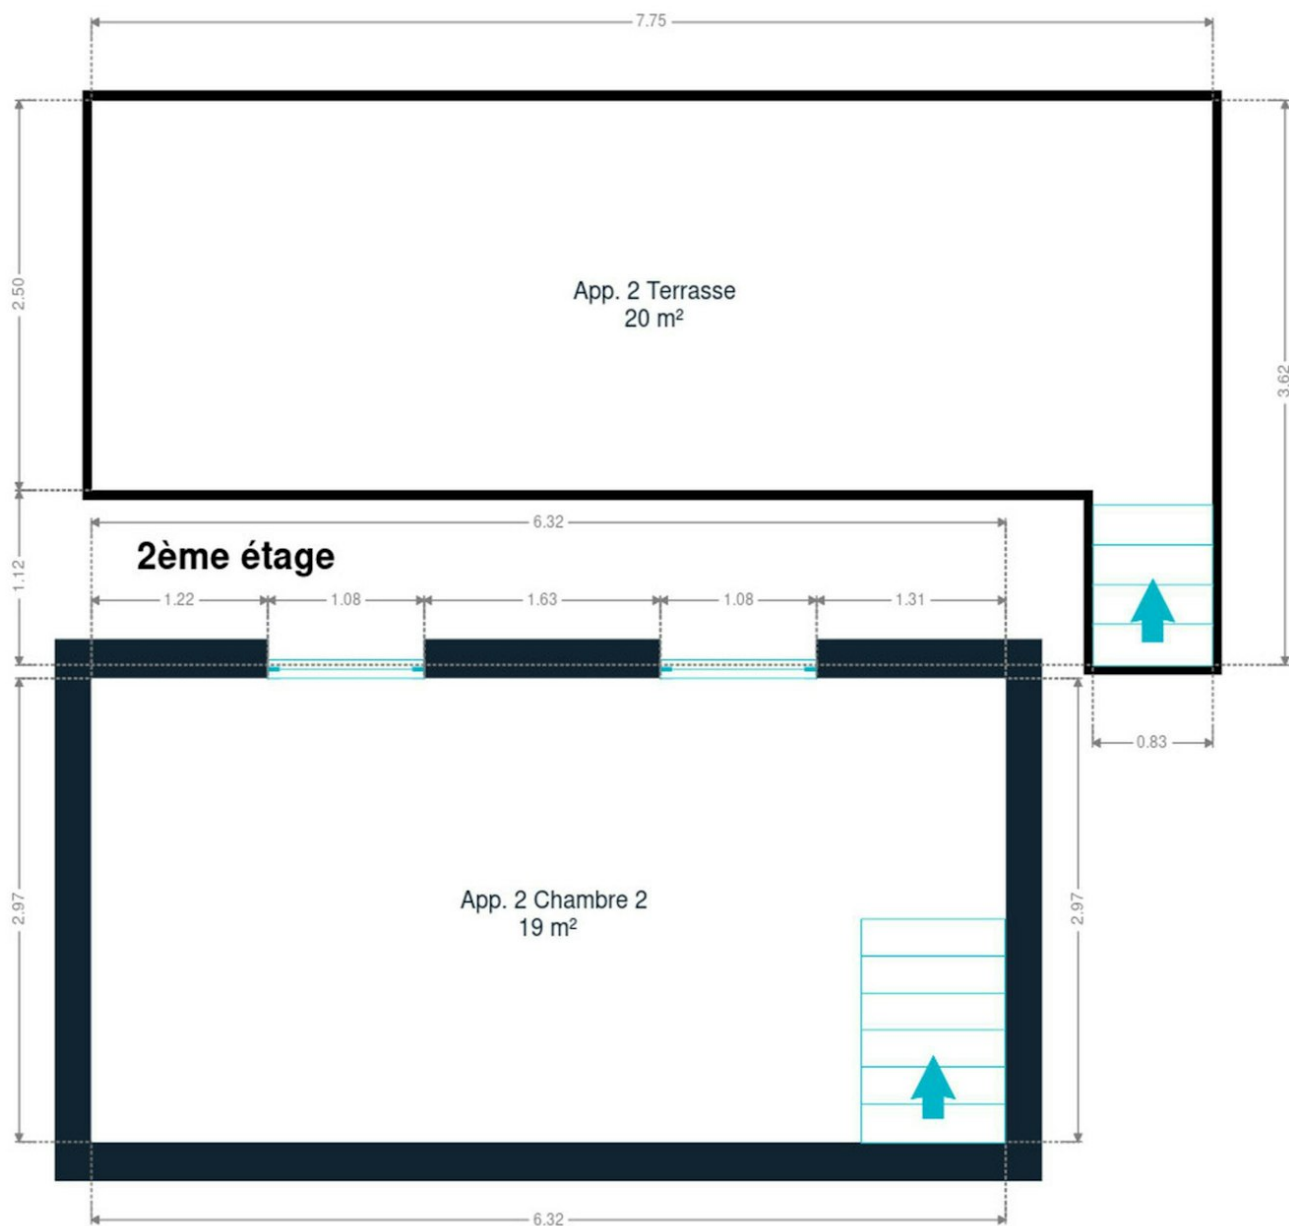 7.75
2.50
App. 2 Terrasse
20 m²
3.62
6.32
2ème étage
1.12
1.22
1.08
1.63
1.08
1.31
0.83
2.97
App. 2 Chambre 2
19 m²
2.97
6.32